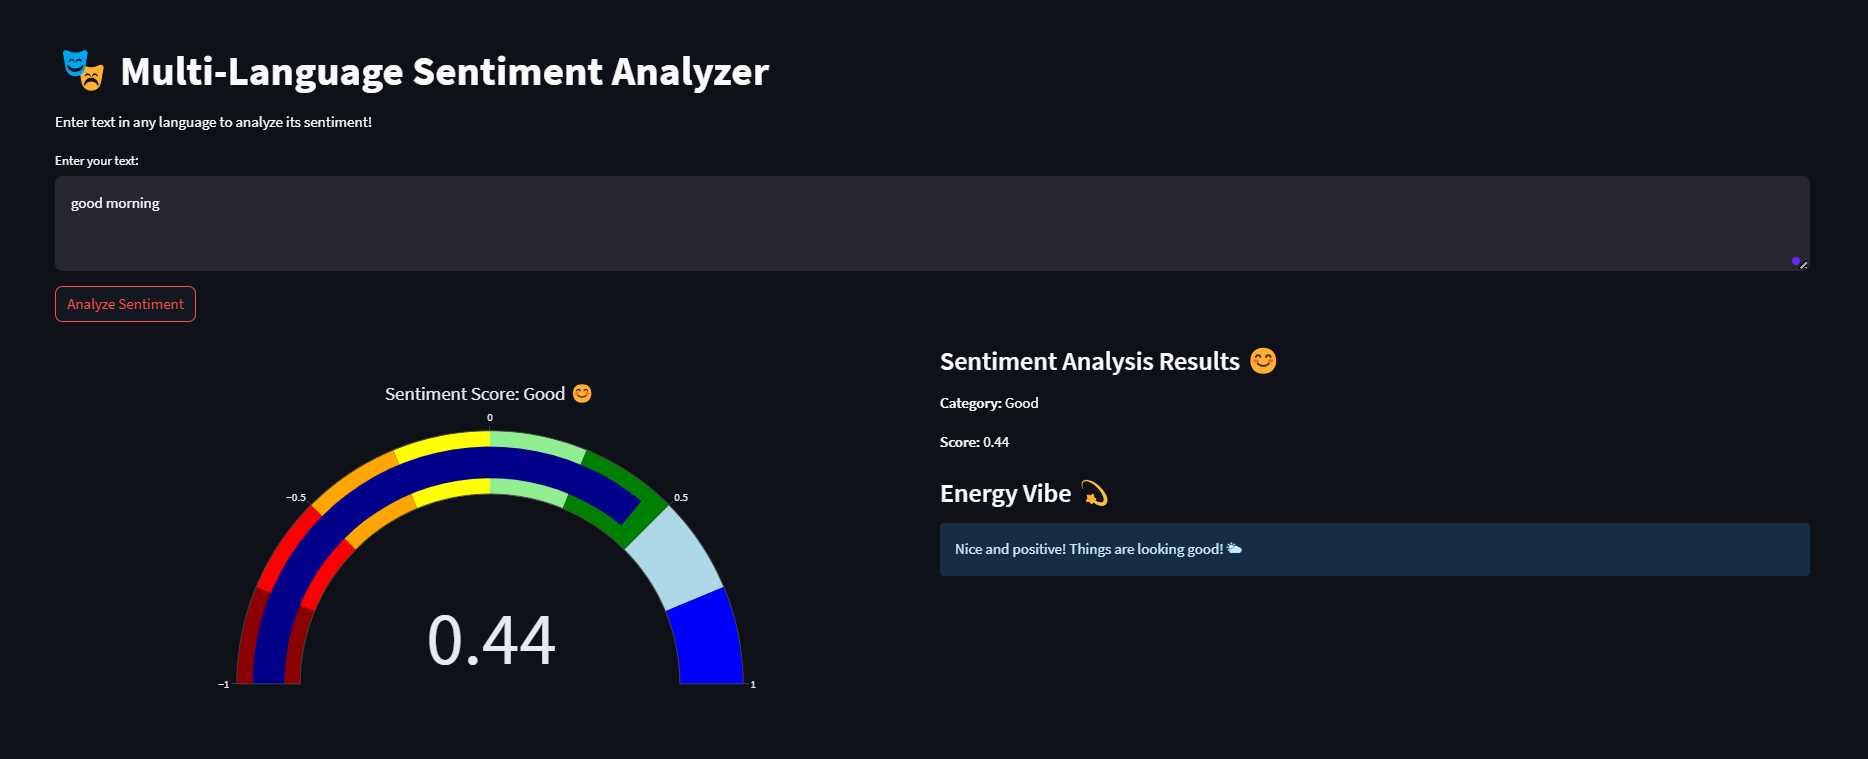 🎭 Multi-Language Sentiment Analyzer
Enter text in any language to analyze its sentiment!
Enter your text:
good morning
Analyze Sentiment
Sentiment Score: Good 😊
0
−0.5
0.5
−1
1
0.44
Sentiment Analysis Results 😊
Category: Good
Score: 0.44
Energy Vibe 💫
Nice and positive! Things are looking good! 🌤️